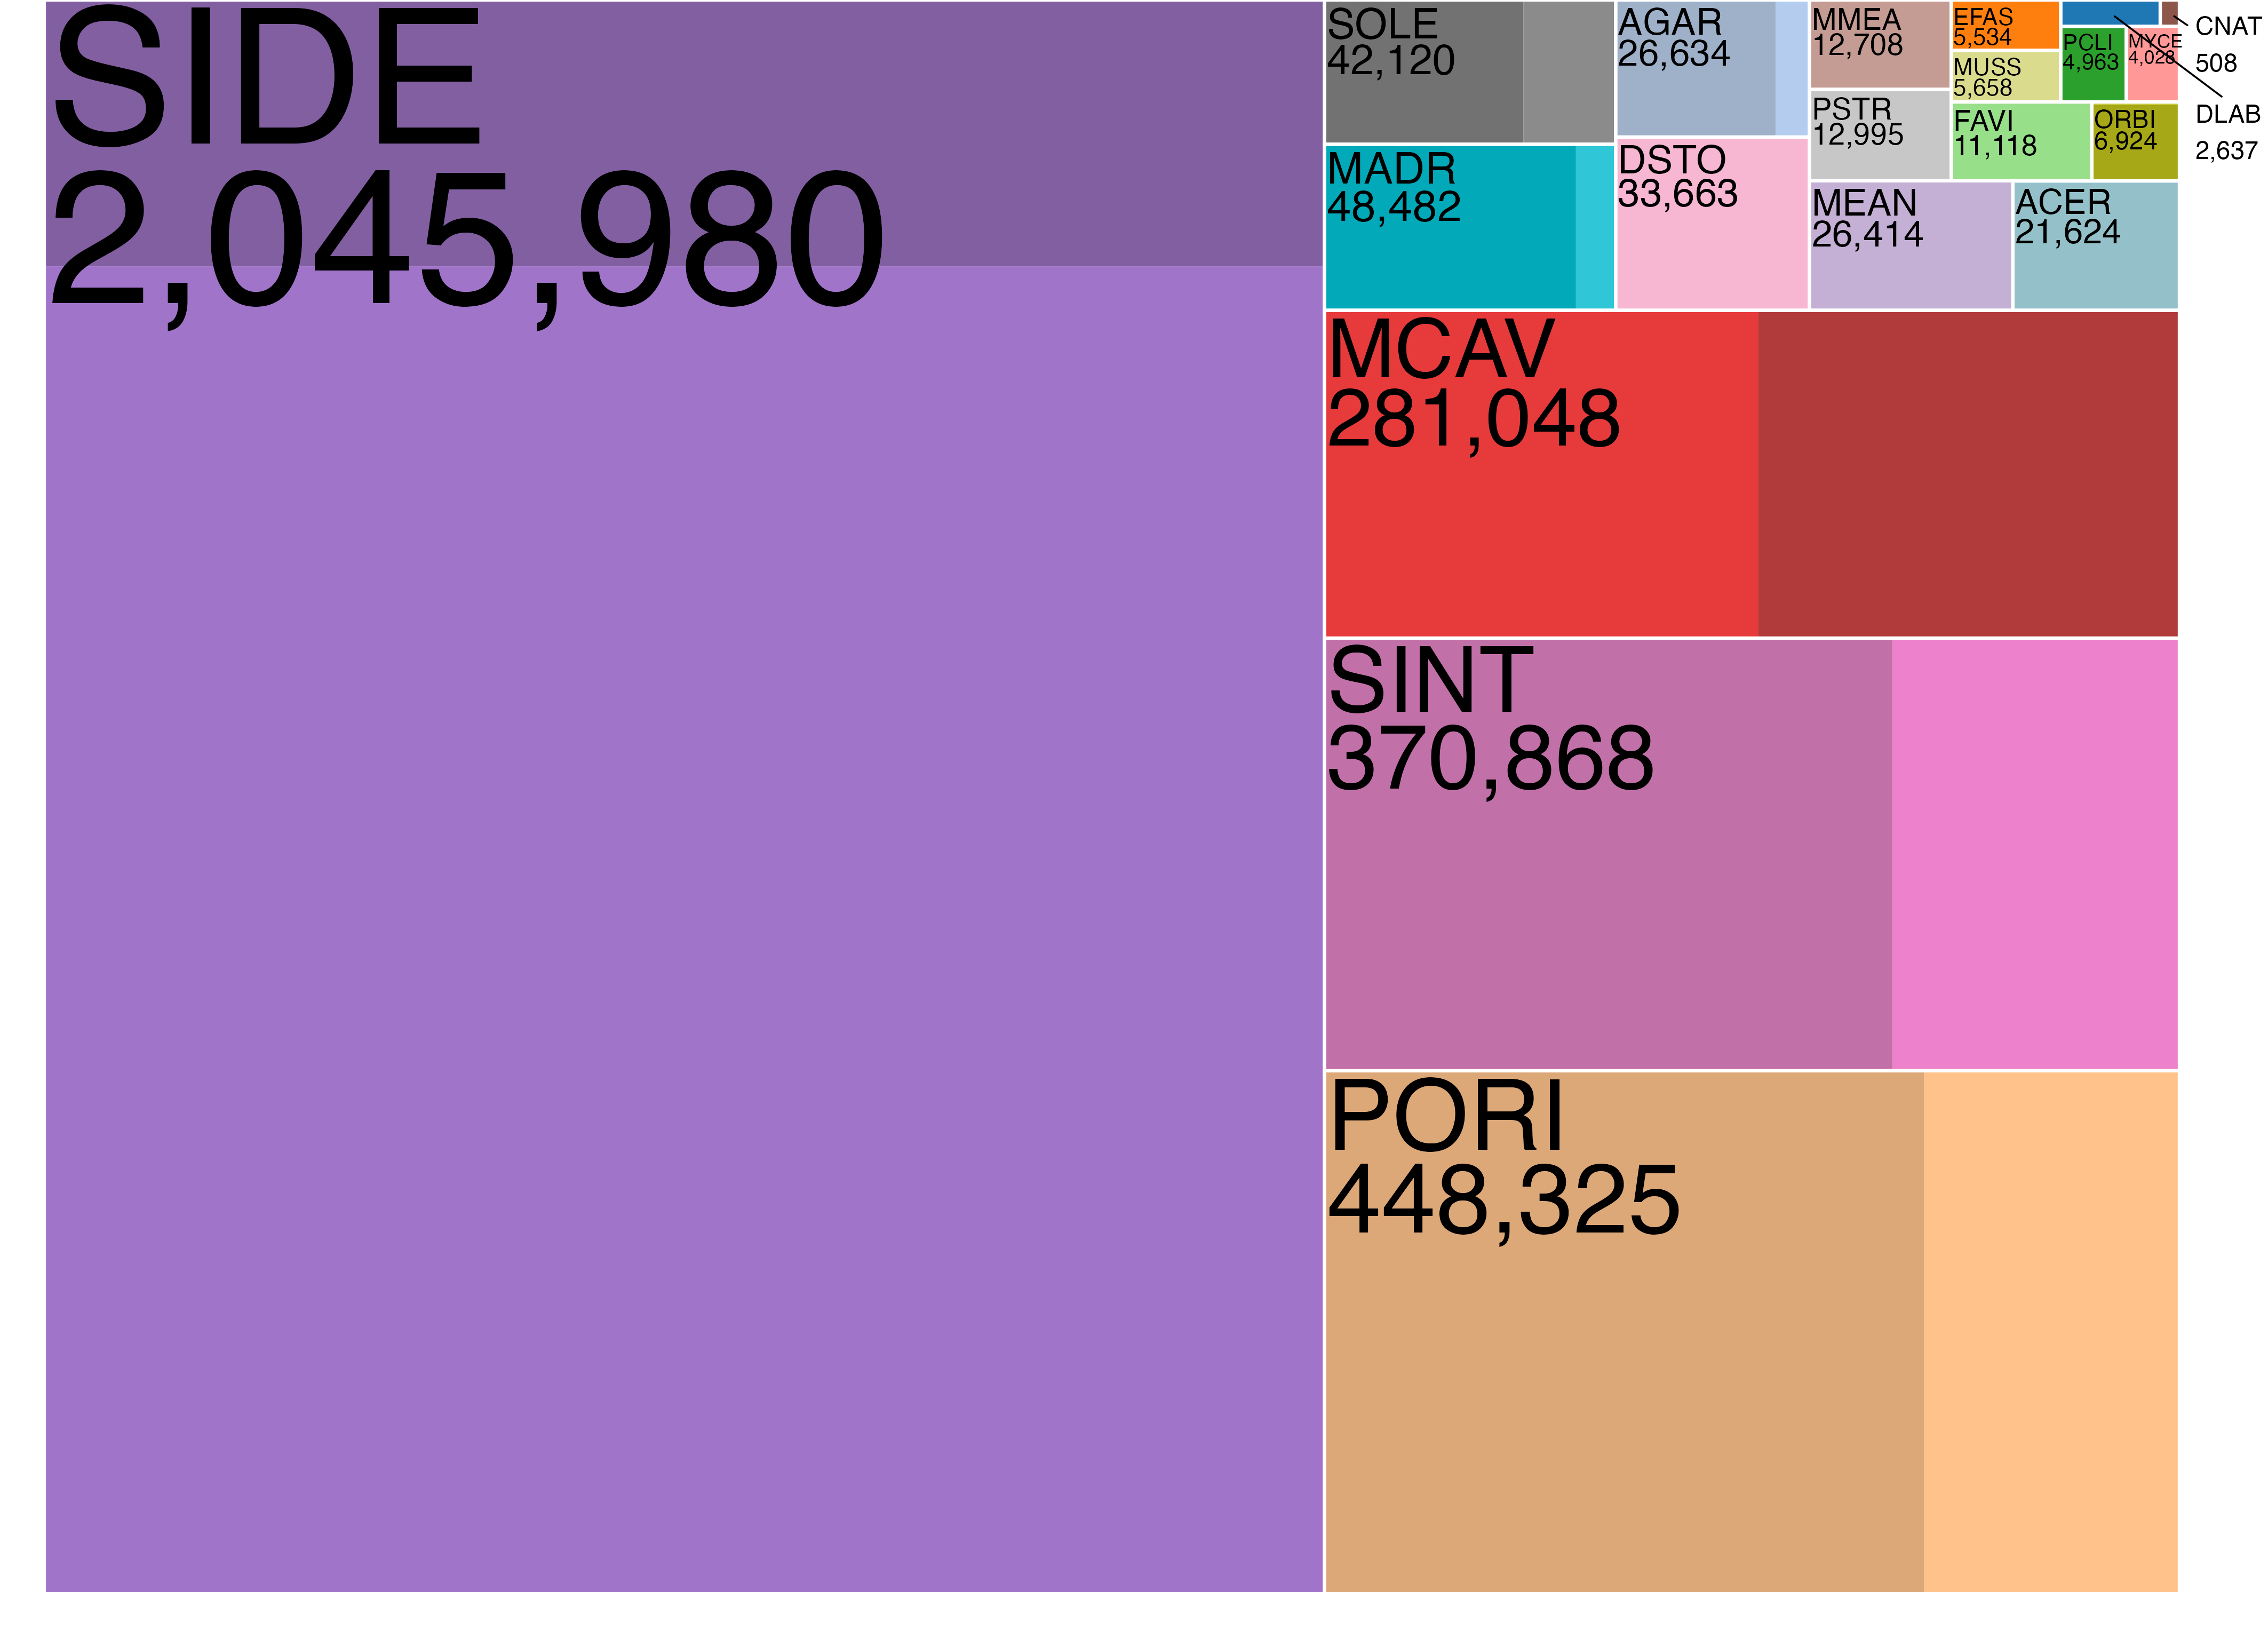 SIDE
2,045,980
SOLE
42,120
AGAR
26,634
MMEA
12,708
EFAS
5,534
CNAT
508
PCLI
4,963
MYCE
4,028
MUSS
5,658
DLAB
2,637
PSTR
12,995
FAVI
11,118
ORBI
6,924
MADR
48,482
DSTO
33,663
MEAN
26,414
ACER
21,624
MCAV
281,048
SINT
370,868
PORI
448,325